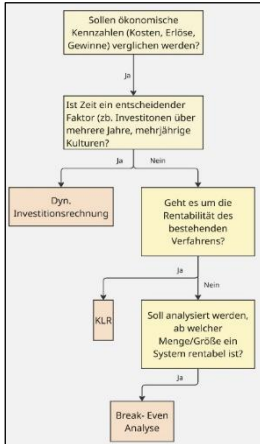 Sollen ökonomische
Kennzahlen (Kosten, Erlöse,
Gewinne) verglichen werden?
Ja
Ist Zeit ein entscheidender
Faktor (zb. Investitonen über
mehrere Jahre, mehrjährige
Kulturen?
Ja
Nein
Dyn.
Investitionsrechnung
Geht es um die
Rentabilität des
bestehenden
Verfahrens?
Ja
Nein
KLR
Soll analysiert werden,
ab welcher
Menge/Größe ein
System rentabel ist?
Ja
Break- Even
Analyse